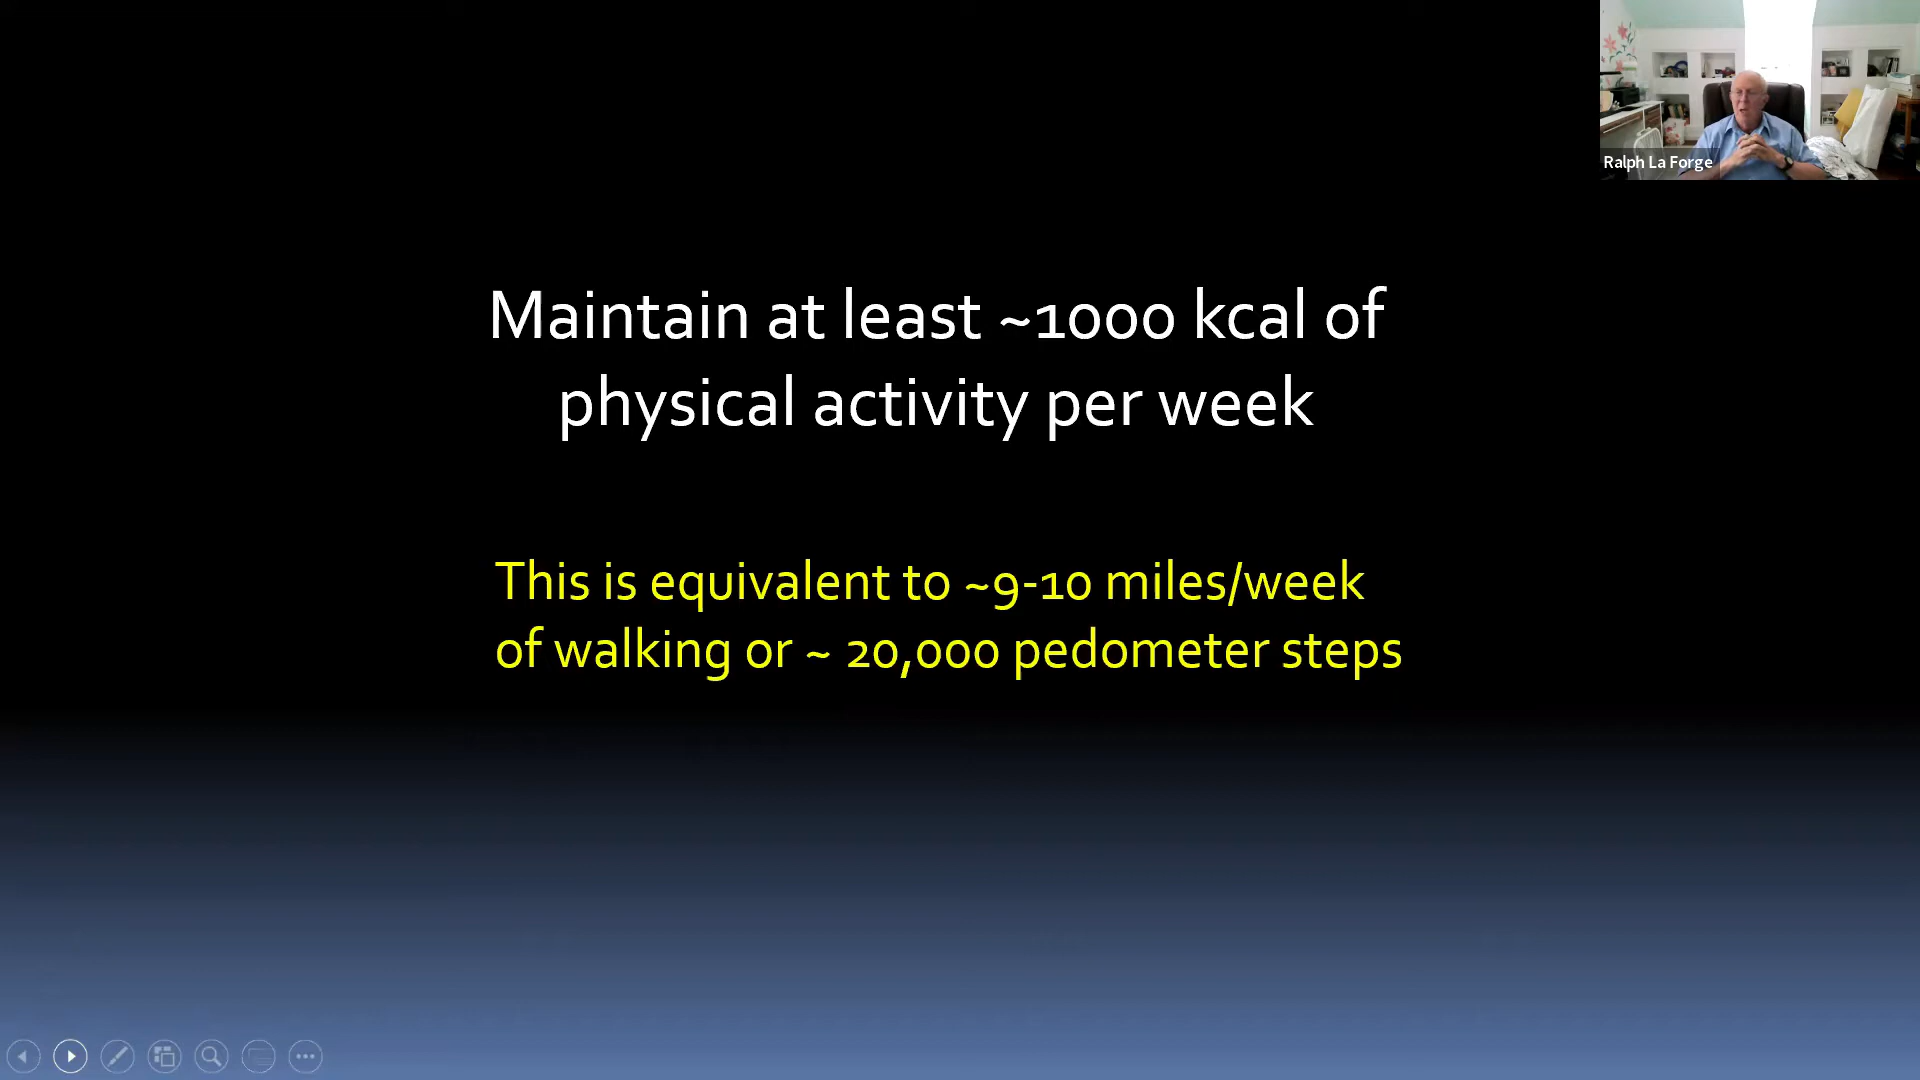 Ralph La Forge
Maintain at least ~1000 kcal of
physical activity per week
This is equivalent to ~9-10 miles/week
of walking or ~ 20,000 pedometer steps